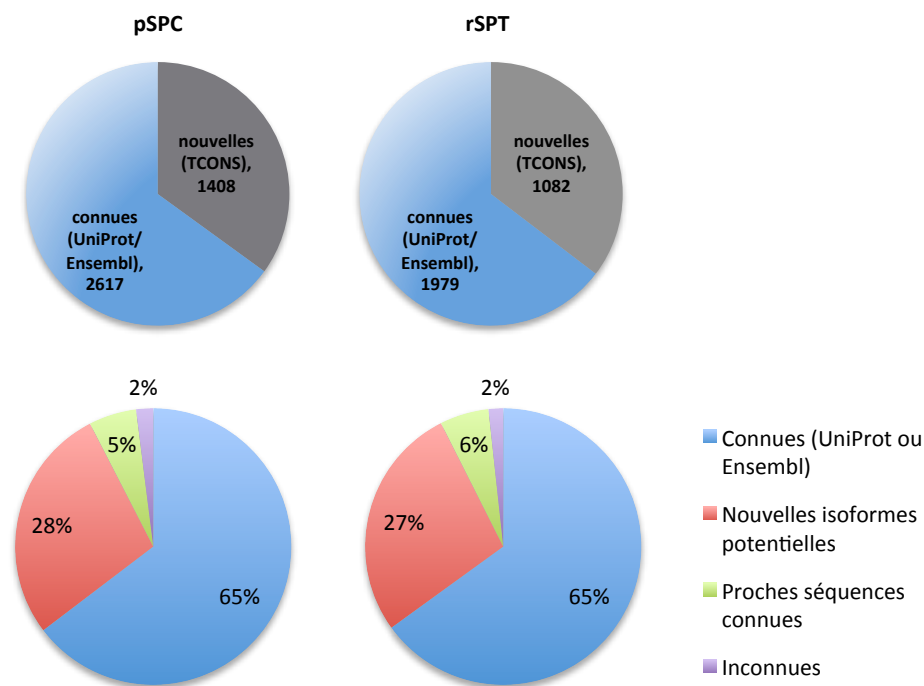 pSPC
rSPT
nouvelles
(TCONS),
1408
connues
(UniProt/
Ensembl),
2617
nouvelles
(TCONS),
1082
connues
(UniProt/
Ensembl),
1979
2%
5%
28%
65%
2%
6%
27%
65%
Connues (UniProt ou
Ensembl)
Nouvelles isoformes
potentielles
Proches séquences
connues
Inconnues